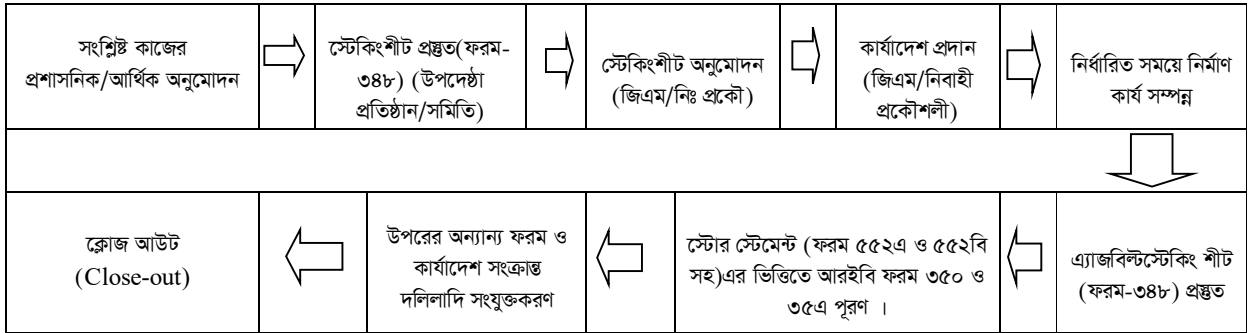 সংশ্লিষ্ট কাজের
প্রশাসনিক/আর্থিক অনুমোদন
স্টেকিংশীট প্রস্তুত(ফরম-
৩৪৮) (উপদেষ্ঠা
প্রতিষ্ঠান/সমিতি)
স্টেকিংশীট অনুমোদন
(জিএম/নিঃ প্রকৌ)
কার্যাদেশ প্রদান
(জিএম/নিবাহী
প্রকৌশলী)
নির্ধারিত সময়ে নির্মাণ
কার্য সম্পন্ন
এ্যাজবিল্টস্টেকিং শীট
(ফরম-৩৪৮) প্রস্তুত
স্টোর স্টেমেন্ট (ফরম ৫৫২এ ও ৫৫২বি
সহ)এর ভিত্তিতে আরইবি ফরম ৩৫০ ও
৩৫এ পূরণ ।
উপরের অন্যান্য ফরম ও
কার্যাদেশ সংক্রান্ত
দলিলাদি সংযুক্তকরণ
ক্লোজ আউট
(Close-out)